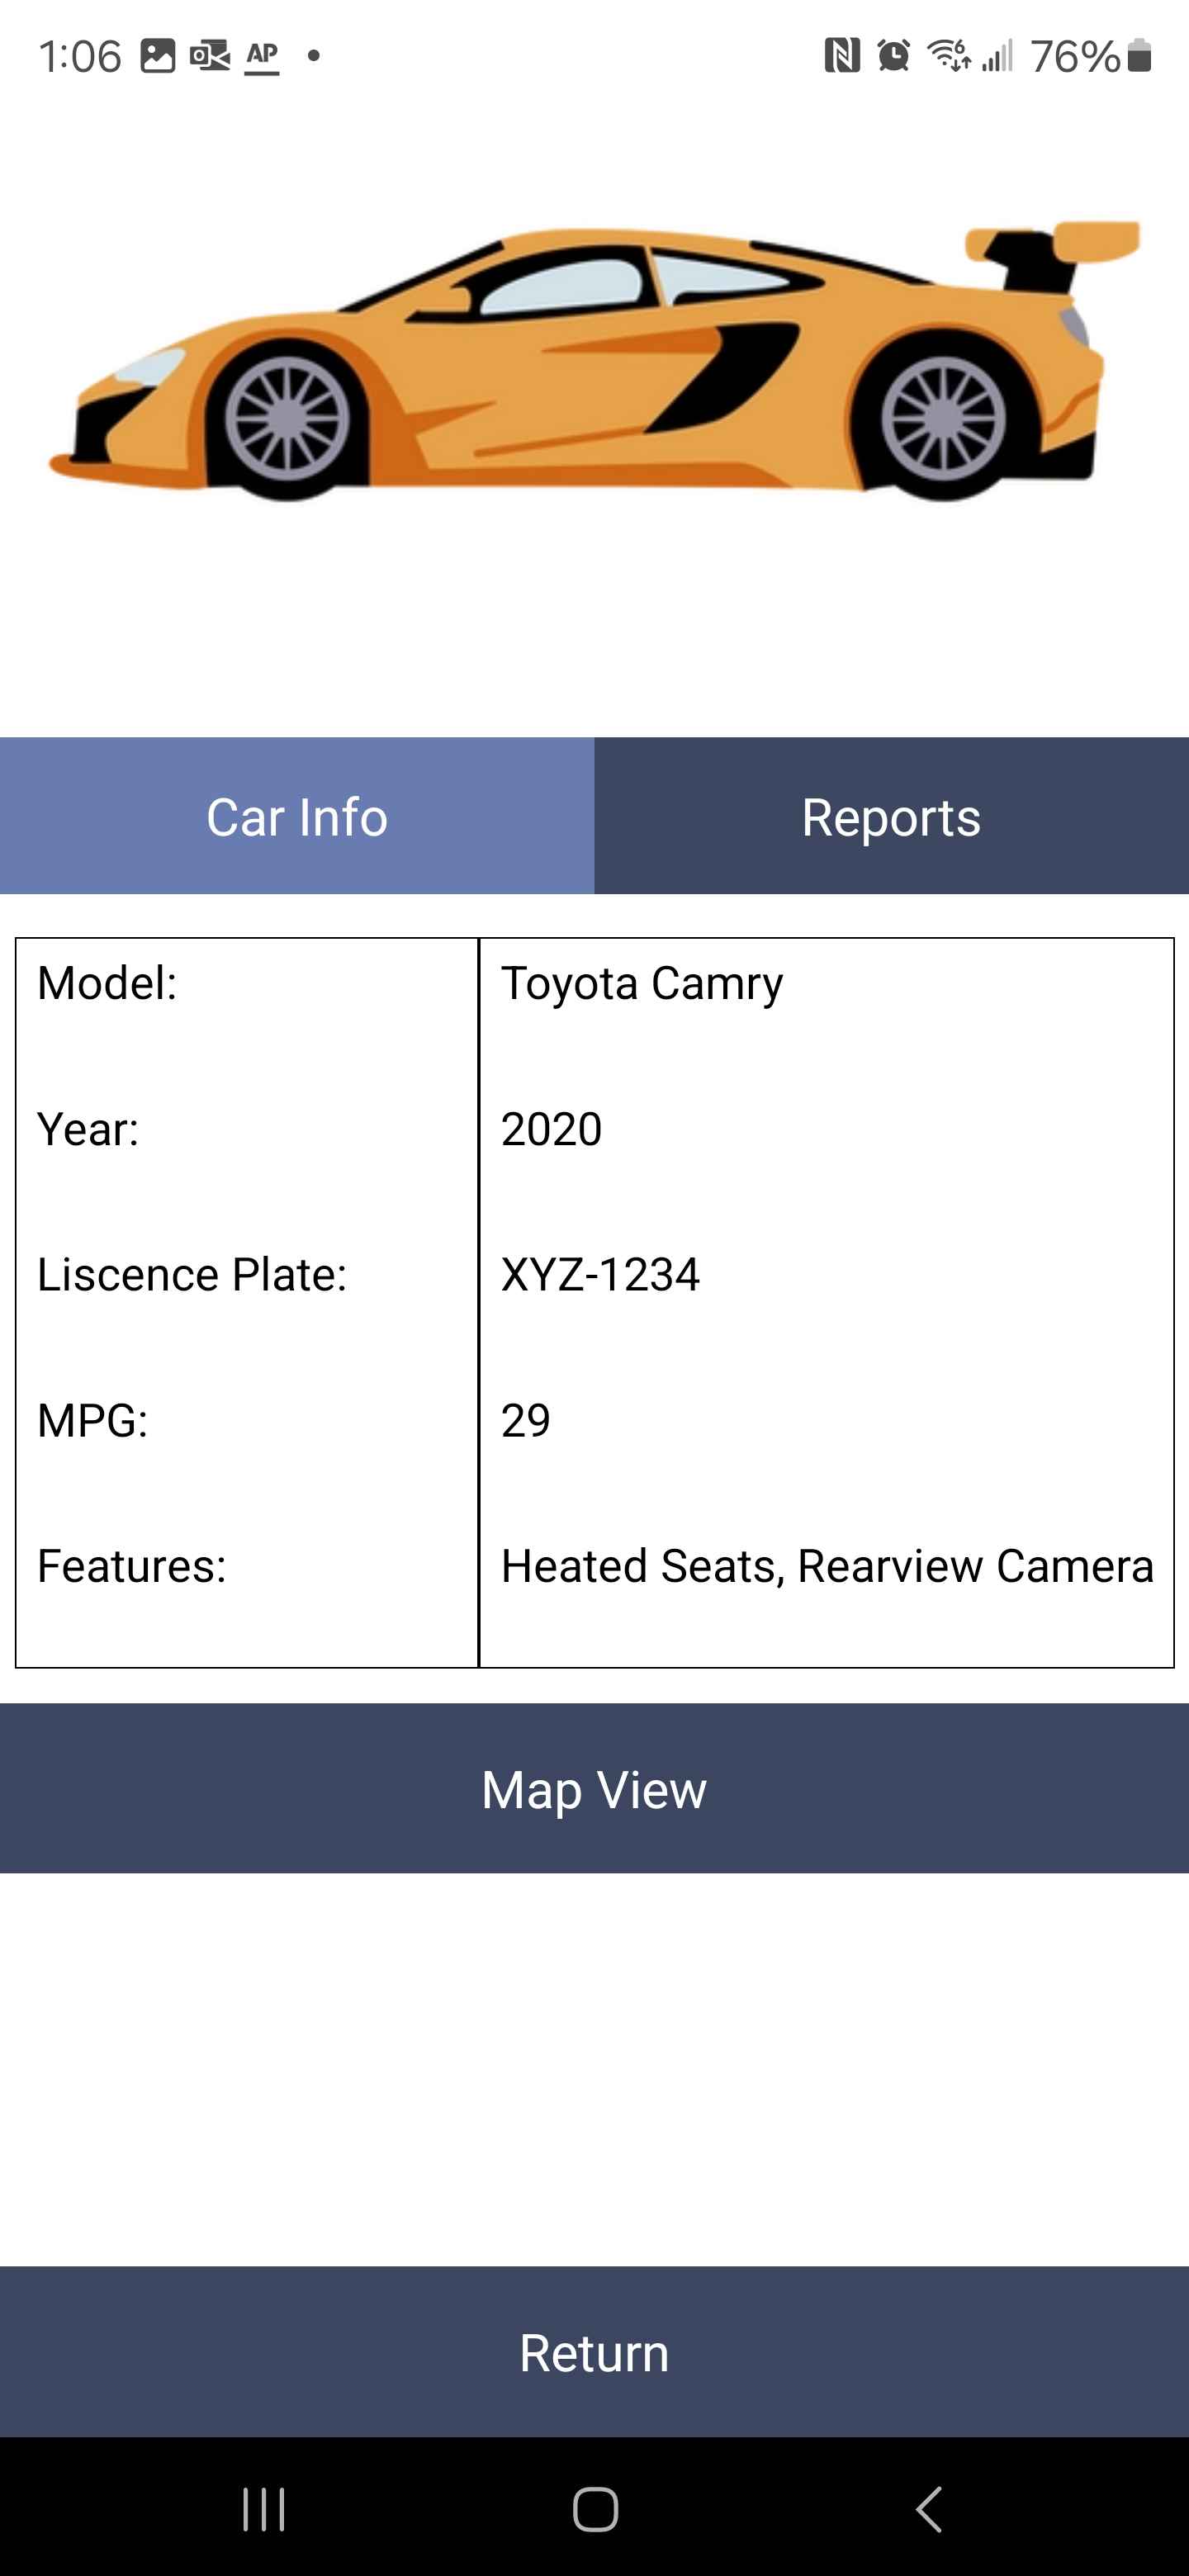 1:06 AP 76%
Car Info Reports
Model: Toyota Camry
Year: 2020
Liscence Plate: XYZ-1234
MPG: 29
Features: Heated Seats, Rearview Camera
Map View
Return